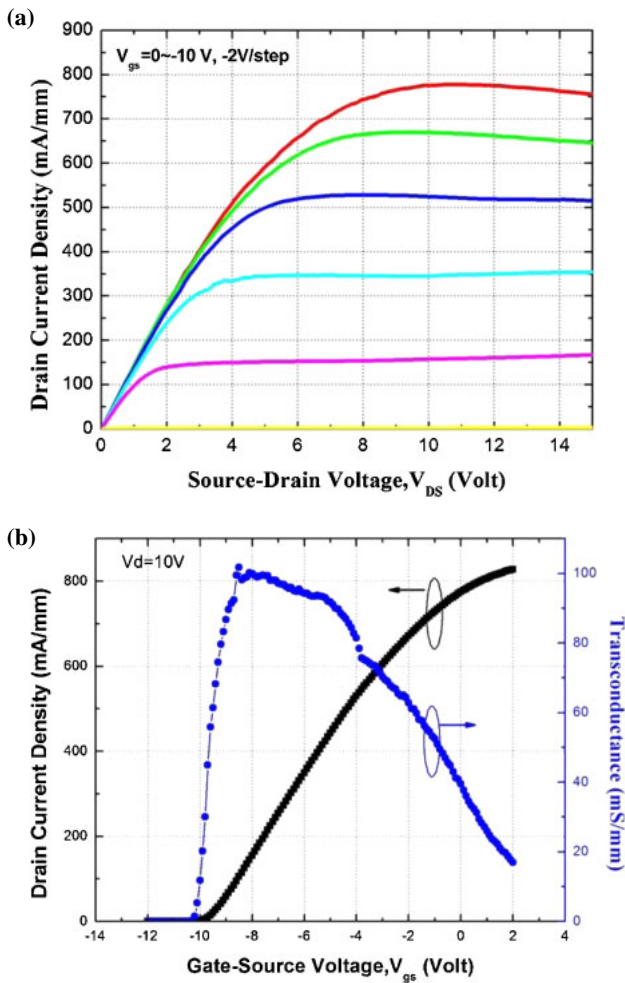 (a)
900
800
700
600
500
400
300
200
100
0
V_gs=0~-10 V, -2V/step
Drain Current Density (mA/mm)
0 2 4 6 8 10 12 14
Source-Drain Voltage,V_DS (Volt)
(b)
Vd=10V
800
600
400
200
0
Drain Current Density (mA/mm)
100
80
60
40
20
0
Transconductance (mS/mm)
-14 -12 -10 -8 -6 -4 -2 0 2 4
Gate-Source Voltage,V_gs (Volt)